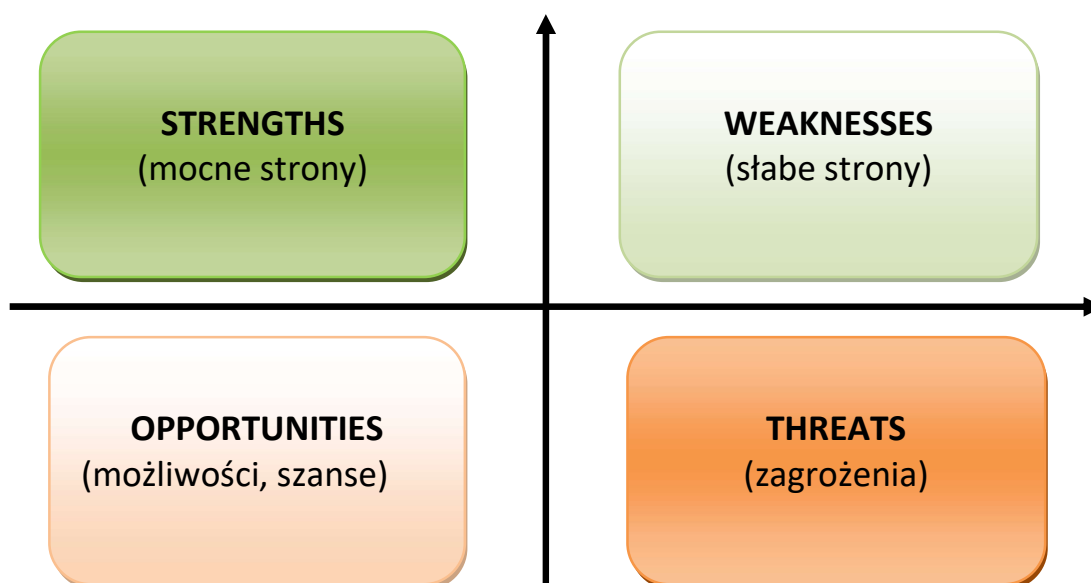 STRENGTHS
(mocne strony)
WEAKNESSES
(słabe strony)
OPPORTUNITIES
(możliwości, szanse)
THREATS
(zagrożenia)